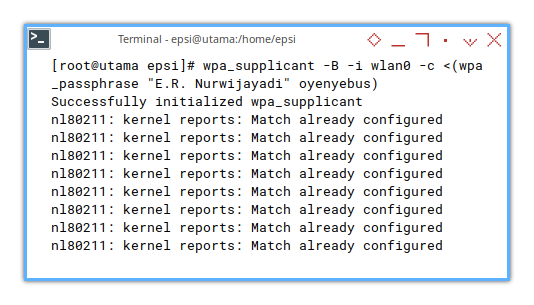 >_
Terminal - epsi@utama:/home/epsi
[root@utama epsi]# wpa_supplicant -B -i wlan0 -c <(wpa
_passphrase "E.R. Nurwijayadi" oyenyebus)
Successfully initialized wpa_supplicant
nl80211: kernel reports: Match already configured
nl80211: kernel reports: Match already configured
nl80211: kernel reports: Match already configured
nl80211: kernel reports: Match already configured
nl80211: kernel reports: Match already configured
nl80211: kernel reports: Match already configured
nl80211: kernel reports: Match already configured
nl80211: kernel reports: Match already configured